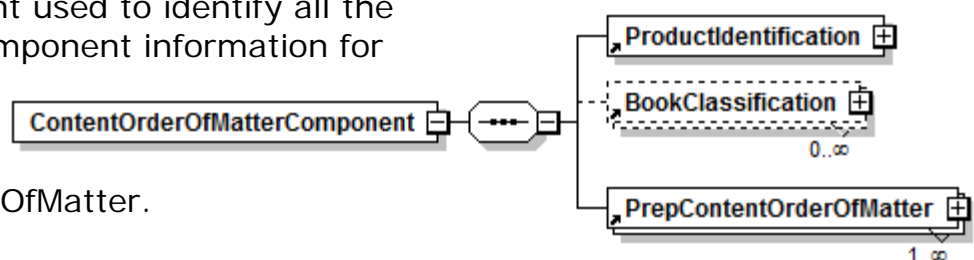 nt used to identify all the
mponent information for
OfMatter.
ContentOrderOfMatterComponent
ProductIdentification
BookClassification
0..∞
PrepContentOrderOfMatter
1..∞